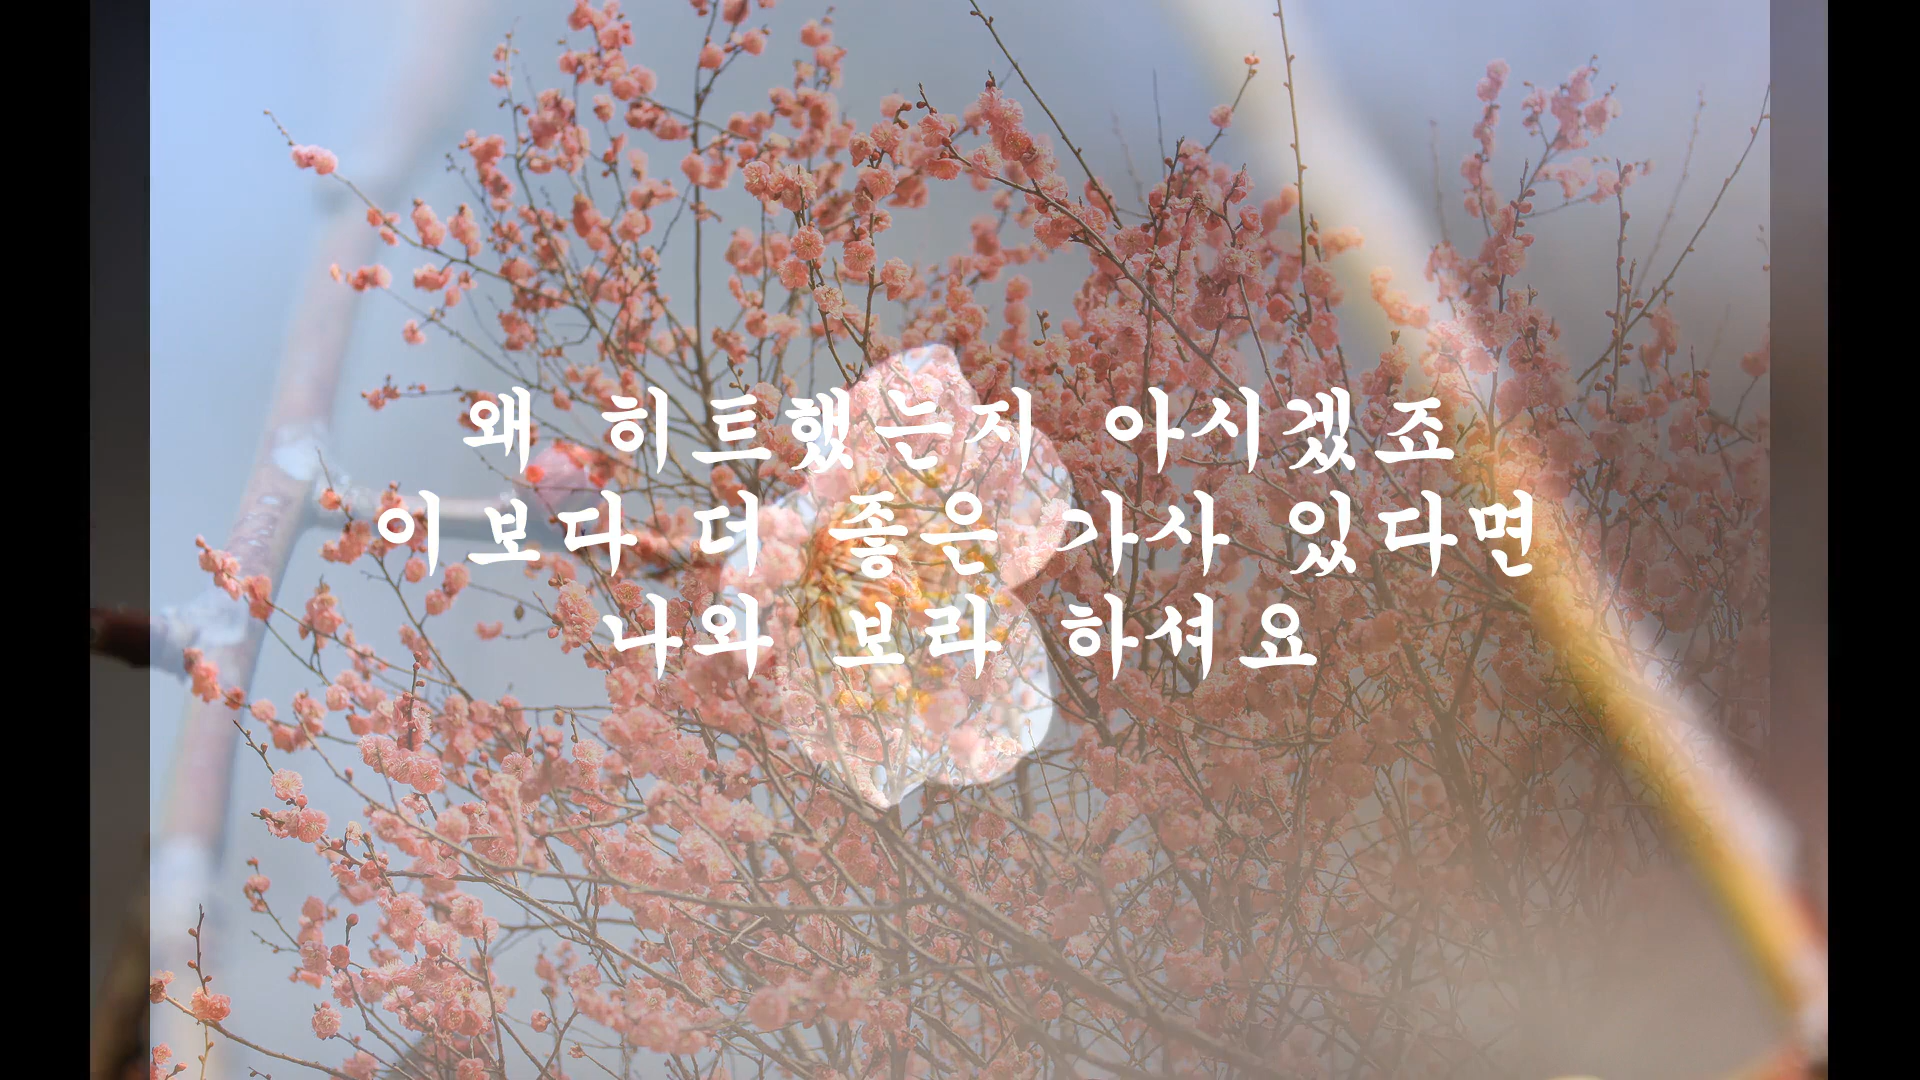 왜 히트했는지 아시겠죠
이보다 더 좋은 가사 있다면
나와 보라 하셔요